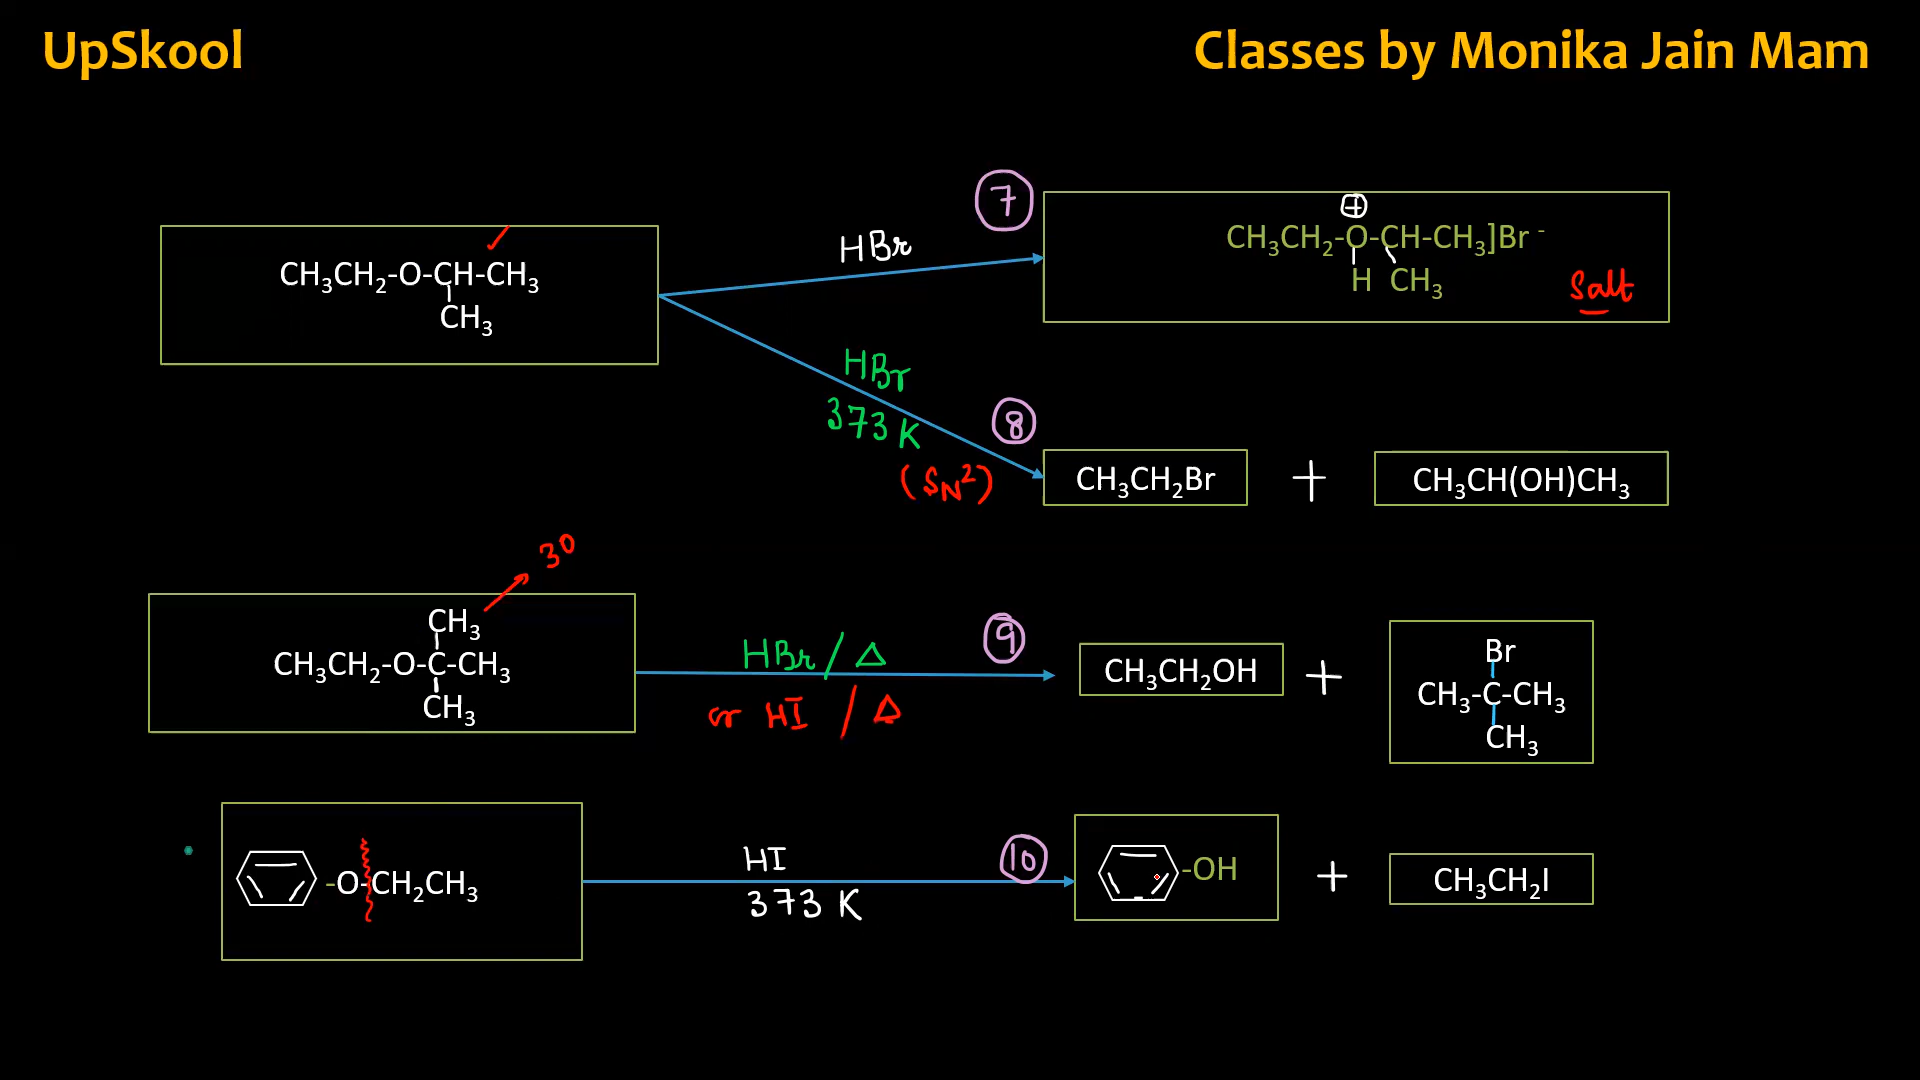 UpSkool
Classes by Monika Jain Mam
CH₃CH₂-O-CH-CH₃
CH₃
HBr
7
⊕
CH₃CH₂-O-CH-CH₃]Br -
H CH₃
Salt
HBr
373 K
(SN²)
8
CH₃CH₂Br
+
CH₃CH(OH)CH₃
3⁰
CH₃
CH₃CH₂-O-C-CH₃
CH₃
HBr / Δ
or HI / Δ
9
CH₃CH₂OH
+
Br
CH₃-C-CH₃
CH₃
-O-CH₂CH₃
HI
373 K
10
-OH
+
CH₃CH₂I